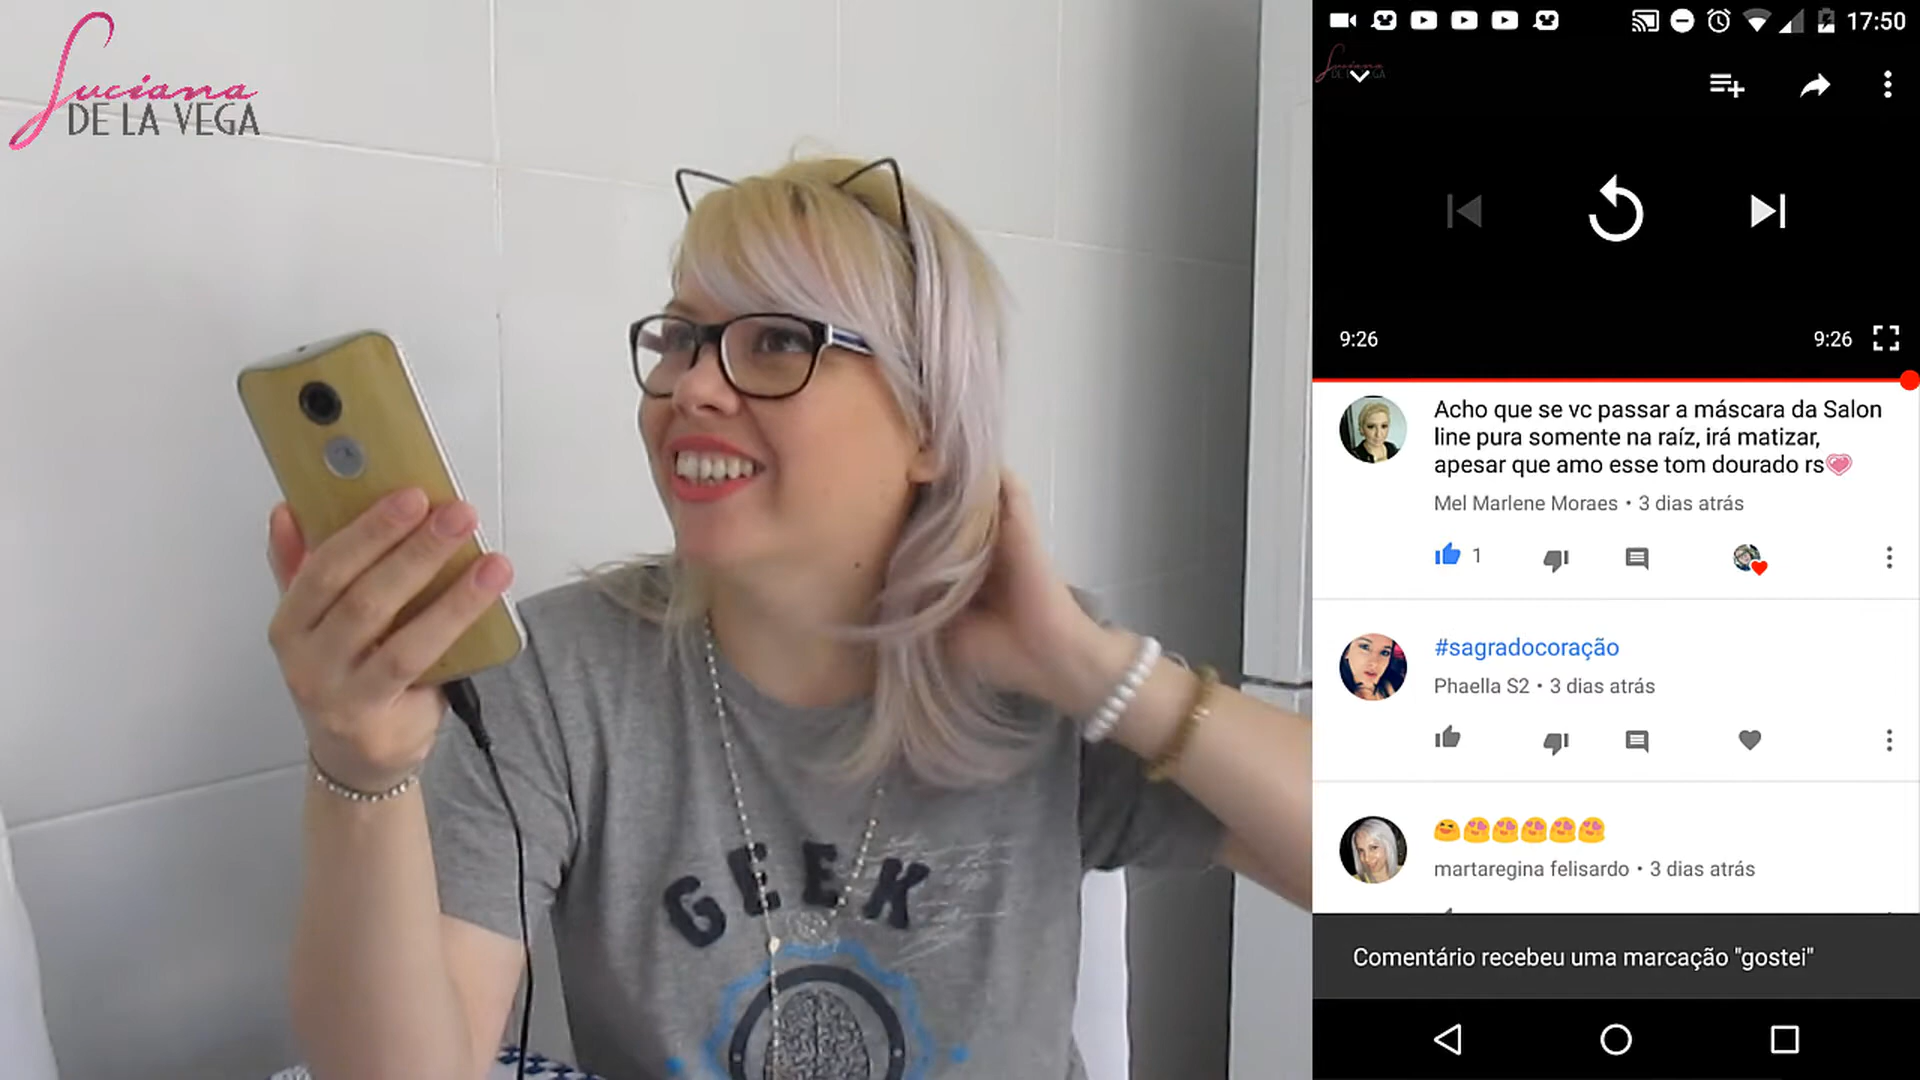 Luciana
DE LA VEGA
GEEK
17:50
9:26
9:26
Acho que se vc passar a máscara da Salon
line pura somente na raíz, irá matizar,
apesar que amo esse tom dourado rs💗
Mel Marlene Moraes • 3 dias atrás
1
#sagradocoração
Phaella S2 • 3 dias atrás
😄😍😍😍😍😍
martaregina felisardo • 3 dias atrás
Comentário recebeu uma marcação "gostei"